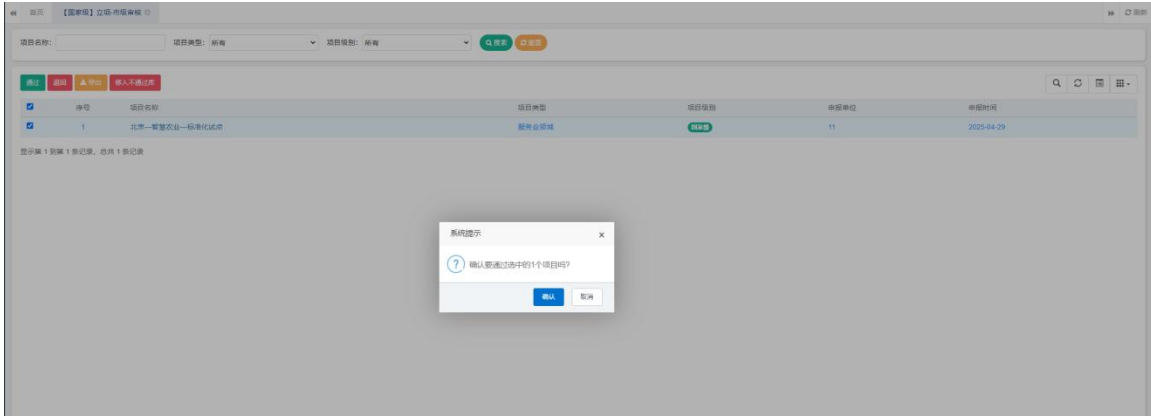 首页 【国家级】立项-市级审核 刷新
项目名称: 项目类型: 所有 项目级别: 所有 搜索 重置
通过 退回 导出 移入不通过库
序号 项目名称 项目类型 项目级别 申报单位 申报时间
1 北京—智慧农业—标准化试点 服务业领域 国家级 11 2025-04-29
显示第 1 到第 1 条记录，总共 1 条记录
系统提示
确认要通过选中的1个项目吗?
确认 取消